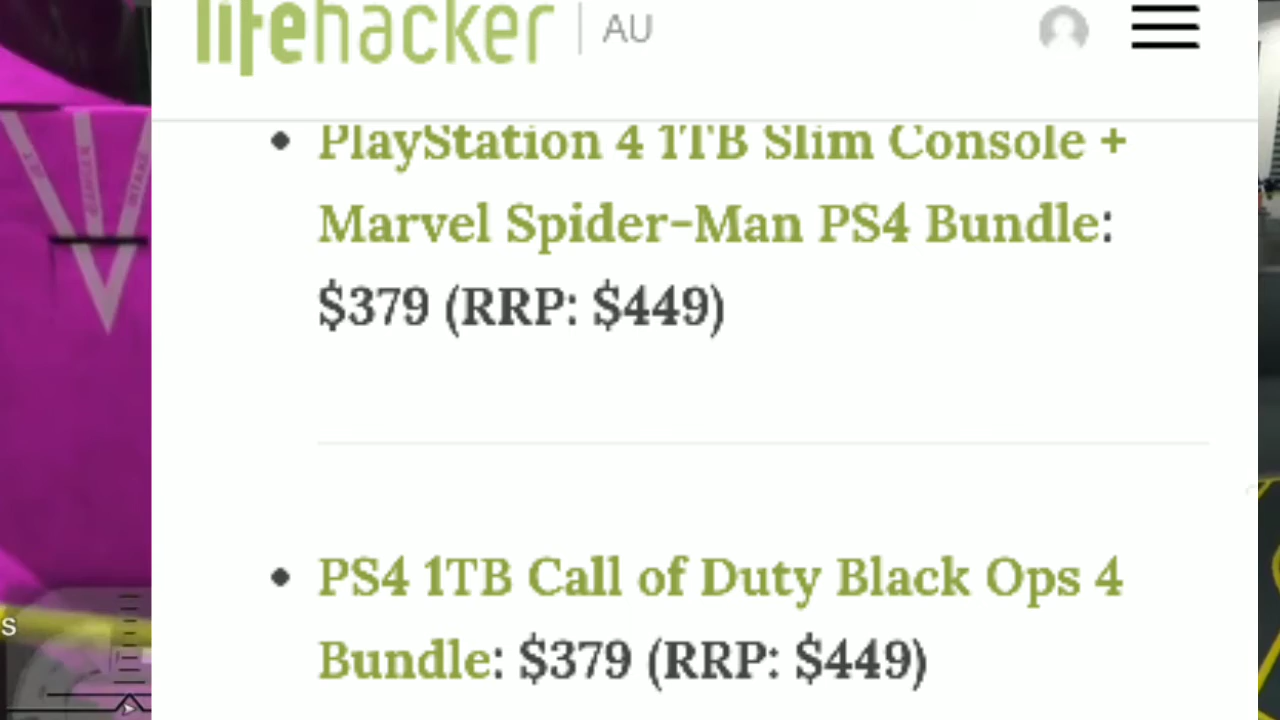 lifehacker AU
PlayStation 4 1TB Slim Console +
Marvel Spider-Man PS4 Bundle:
$379 (RRP: $449)
PS4 1TB Call of Duty Black Ops 4
Bundle: $379 (RRP: $449)
s